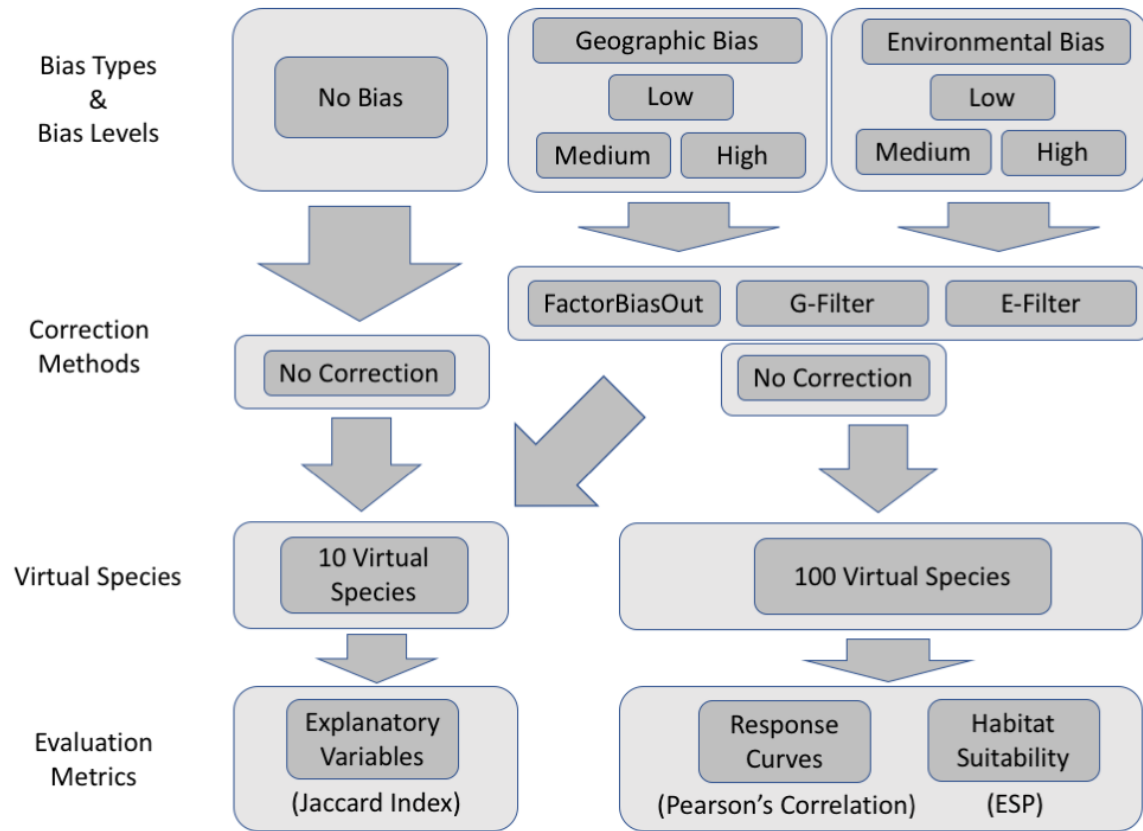 Bias Types
&
Bias Levels
No Bias
Geographic Bias
Low
Medium
High
Environmental Bias
Low
Medium
High
Correction
Methods
No Correction
FactorBiasOut
G-Filter
E-Filter
No Correction
Virtual Species
10 Virtual
Species
100 Virtual Species
Evaluation
Metrics
Explanatory
Variables
(Jaccard Index)
Response
Curves
(Pearson's Correlation)
Habitat
Suitability
(ESP)